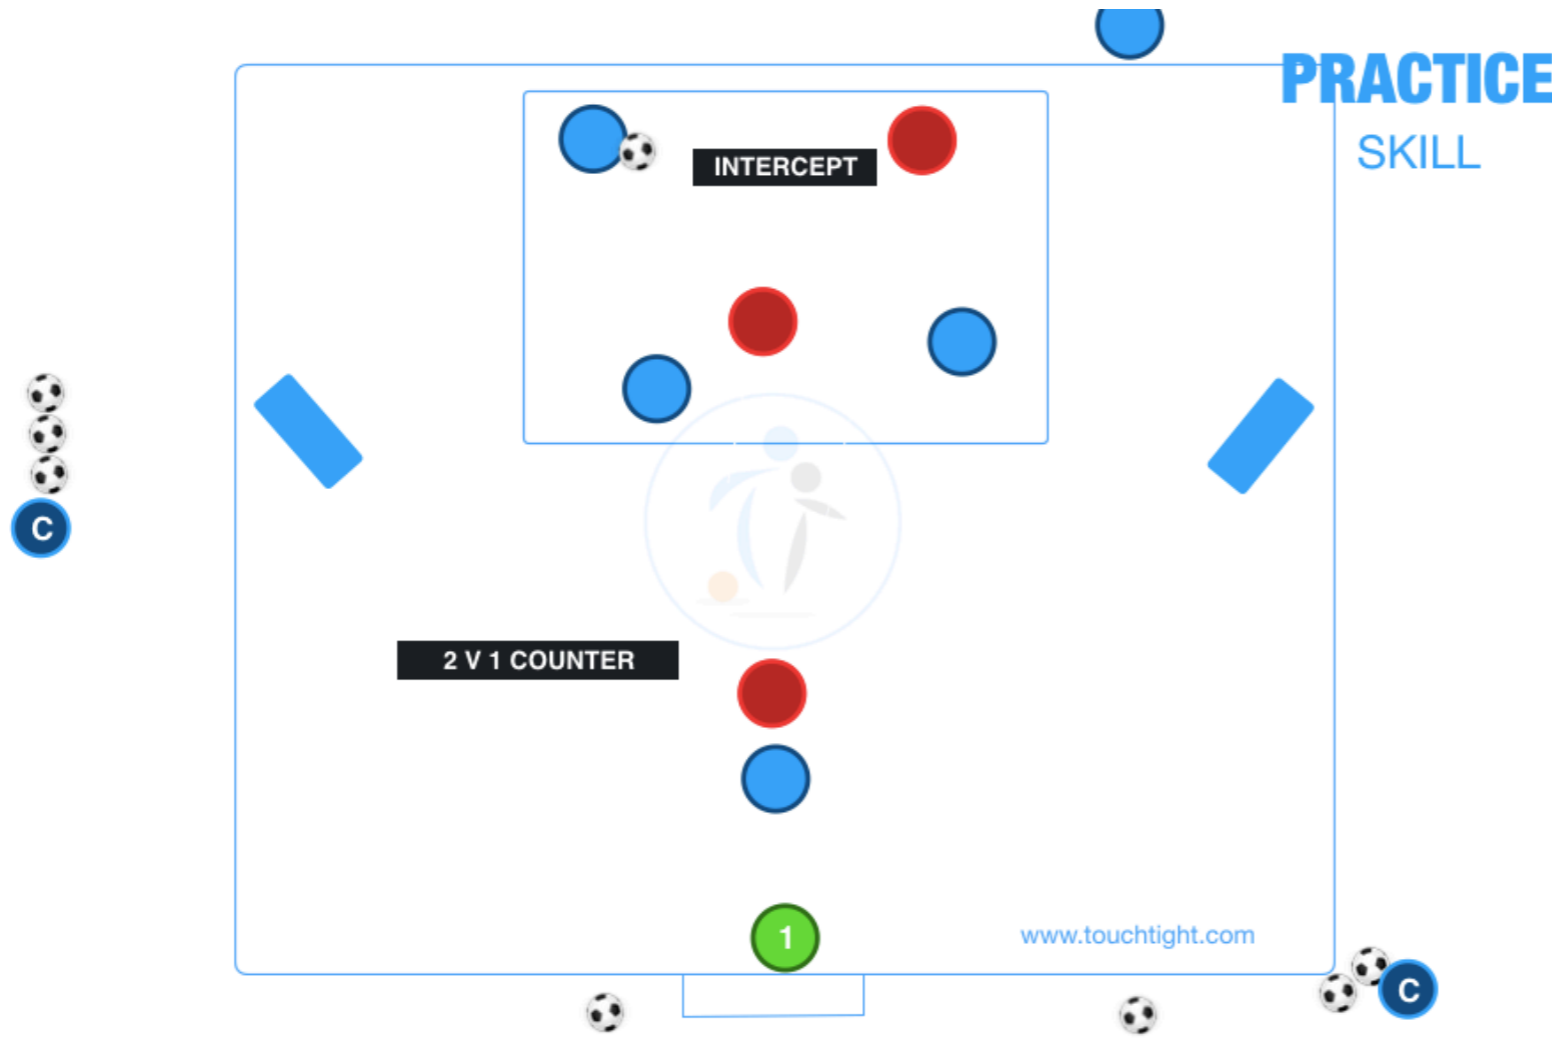 PRACTICE
SKILL
INTERCEPT
C
2 V 1 COUNTER
1
www.touchtight.com
C